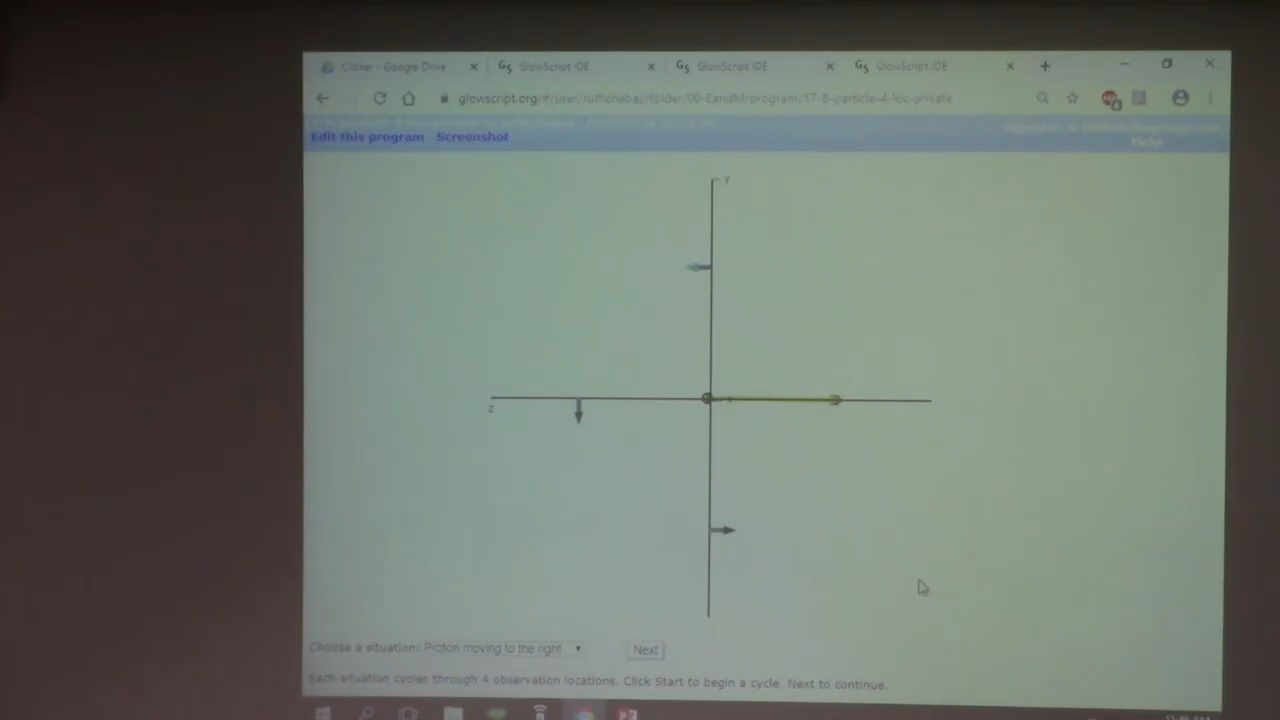 Clicker - Google Drive
GlowScript IDE
GlowScript IDE
GlowScript IDE
glowscript.org/#/user/ruthchabay/folder/00-EandM/program/17-B-particle-4-loc-private
Edit this program Screenshot
Help
y
z
Choose a situation: Proton moving to the right
Next
Each situation cycles through 4 observation locations. Click Start to begin a cycle, Next to continue.